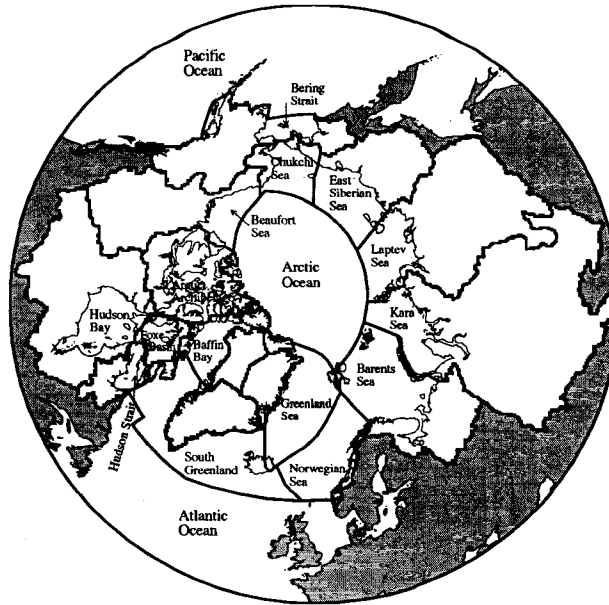 Pacific
Ocean
Bering
Strait
Chukchi
Sea
East
Siberian
Sea
Beaufort
Sea
Laptev
Sea
Arctic
Ocean
Kara
Sea
Hudson
Bay
Foxe
Baffin
Bay
Barents
Sea
Greenland
Sea
Hudson Strait
South
Greenland
Norwegian
Sea
Atlantic
Ocean